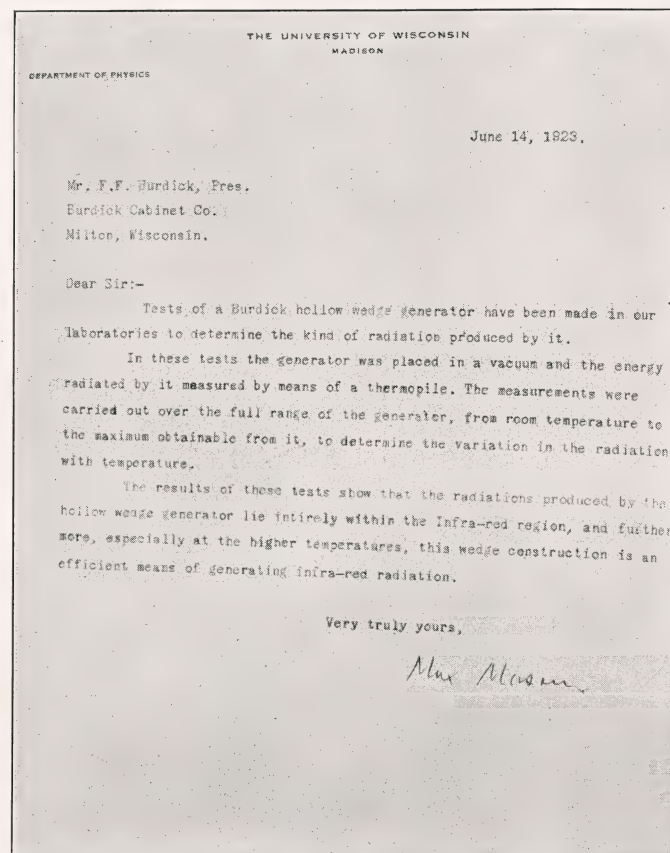 THE UNIVERSITY OF WISCONSIN
MADISON
DEPARTMENT OF PHYSICS
June 14, 1923.
Mr. F.F. Burdick, Pres.
Burdick Cabinet Co.
Milton, Wisconsin.
Dear Sir:-
Tests of a Burdick hollow wedge generator have been made in our
laboratories to determine the kind of radiation produced by it.
In these tests the generator was placed in a vacuum and the energy
radiated by it measured by means of a thermopile. The measurements were
carried out over the full range of the generator, from room temperature to
the maximum obtainable from it, to determine the variation in the radiation
with temperature.
The results of these tests show that the radiations produced by the
hollow wedge generator lie intirely within the Infra-red region, and further
more, especially at the higher temperatures, this wedge construction is an
efficient means of generating infra-red radiation.
Very truly yours,
Max Mason